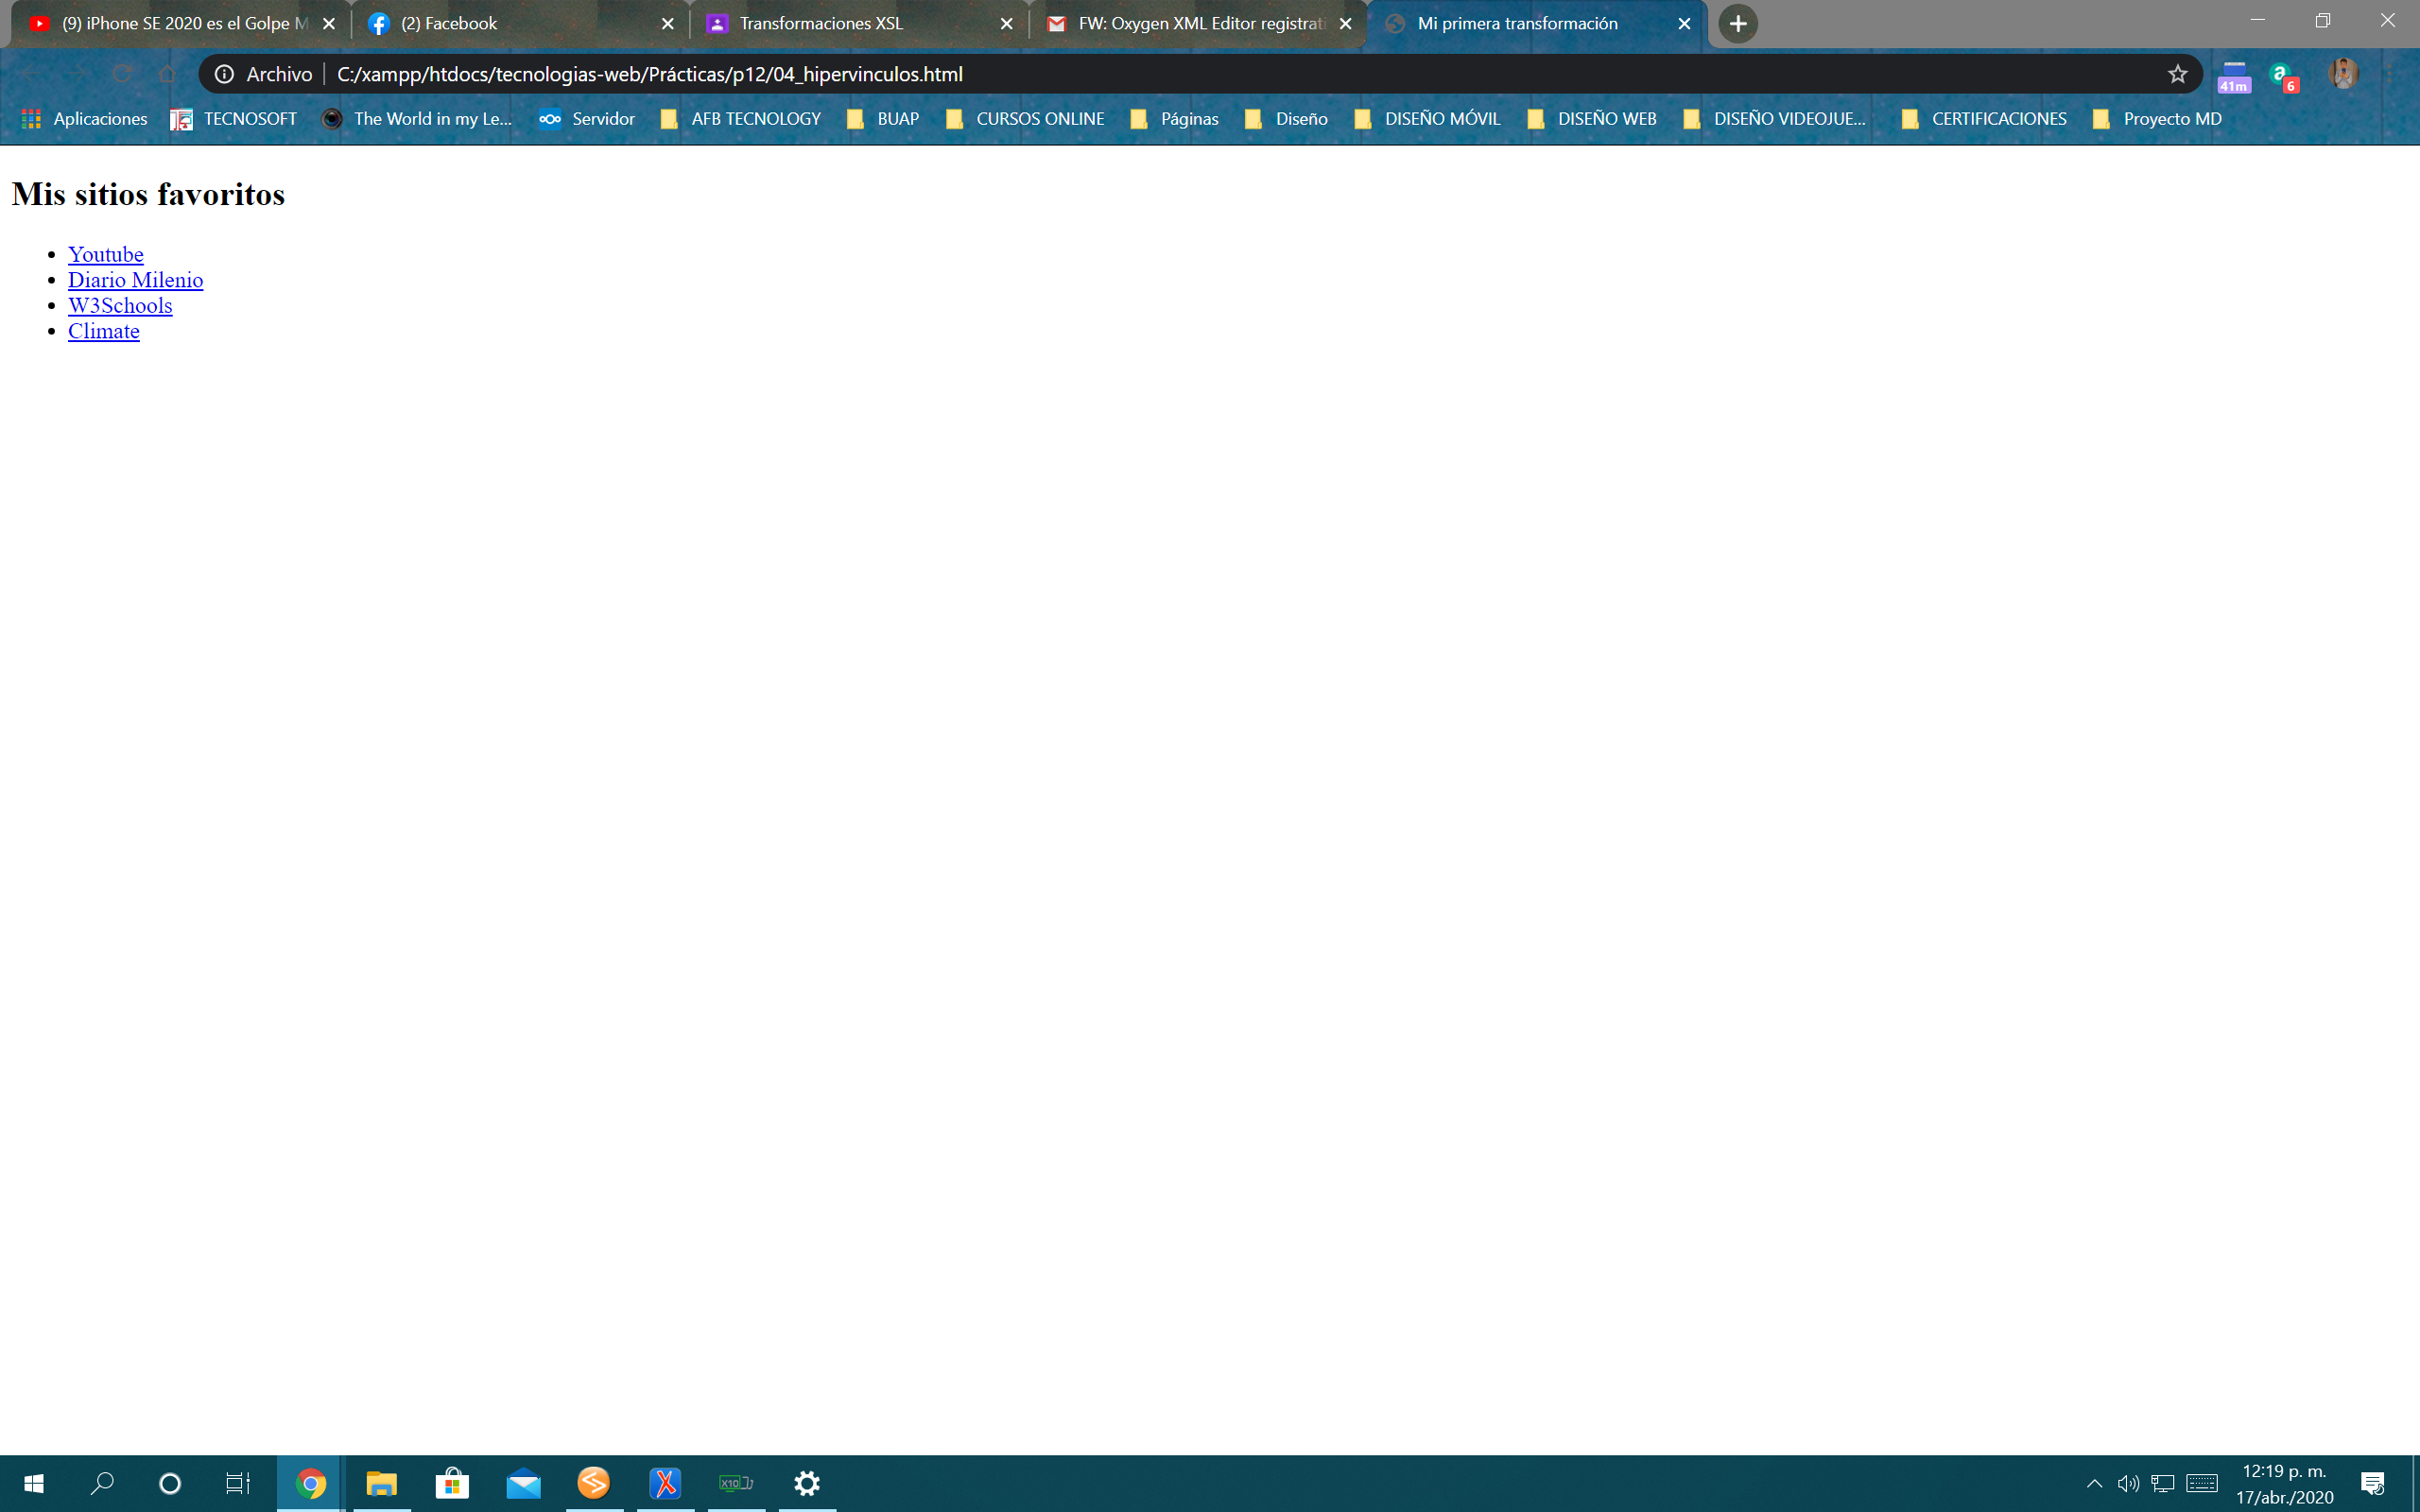 (9) iPhone SE 2020 es el Golpe M
(2) Facebook
Transformaciones XSL
FW: Oxygen XML Editor registrati
Mi primera transformación
Archivo C:/xampp/htdocs/tecnologias-web/Prácticas/p12/04_hipervinculos.html
41m
a
6
Aplicaciones TECNOSOFT The World in my Le... Servidor AFB TECNOLOGY BUAP CURSOS ONLINE Páginas Diseño DISEÑO MÓVIL DISEÑO WEB DISEÑO VIDEOJUE... CERTIFICACIONES Proyecto MD
Mis sitios favoritos
Youtube
Diario Milenio
W3Schools
Climate
X10
12:19 p. m.
17/abr./2020